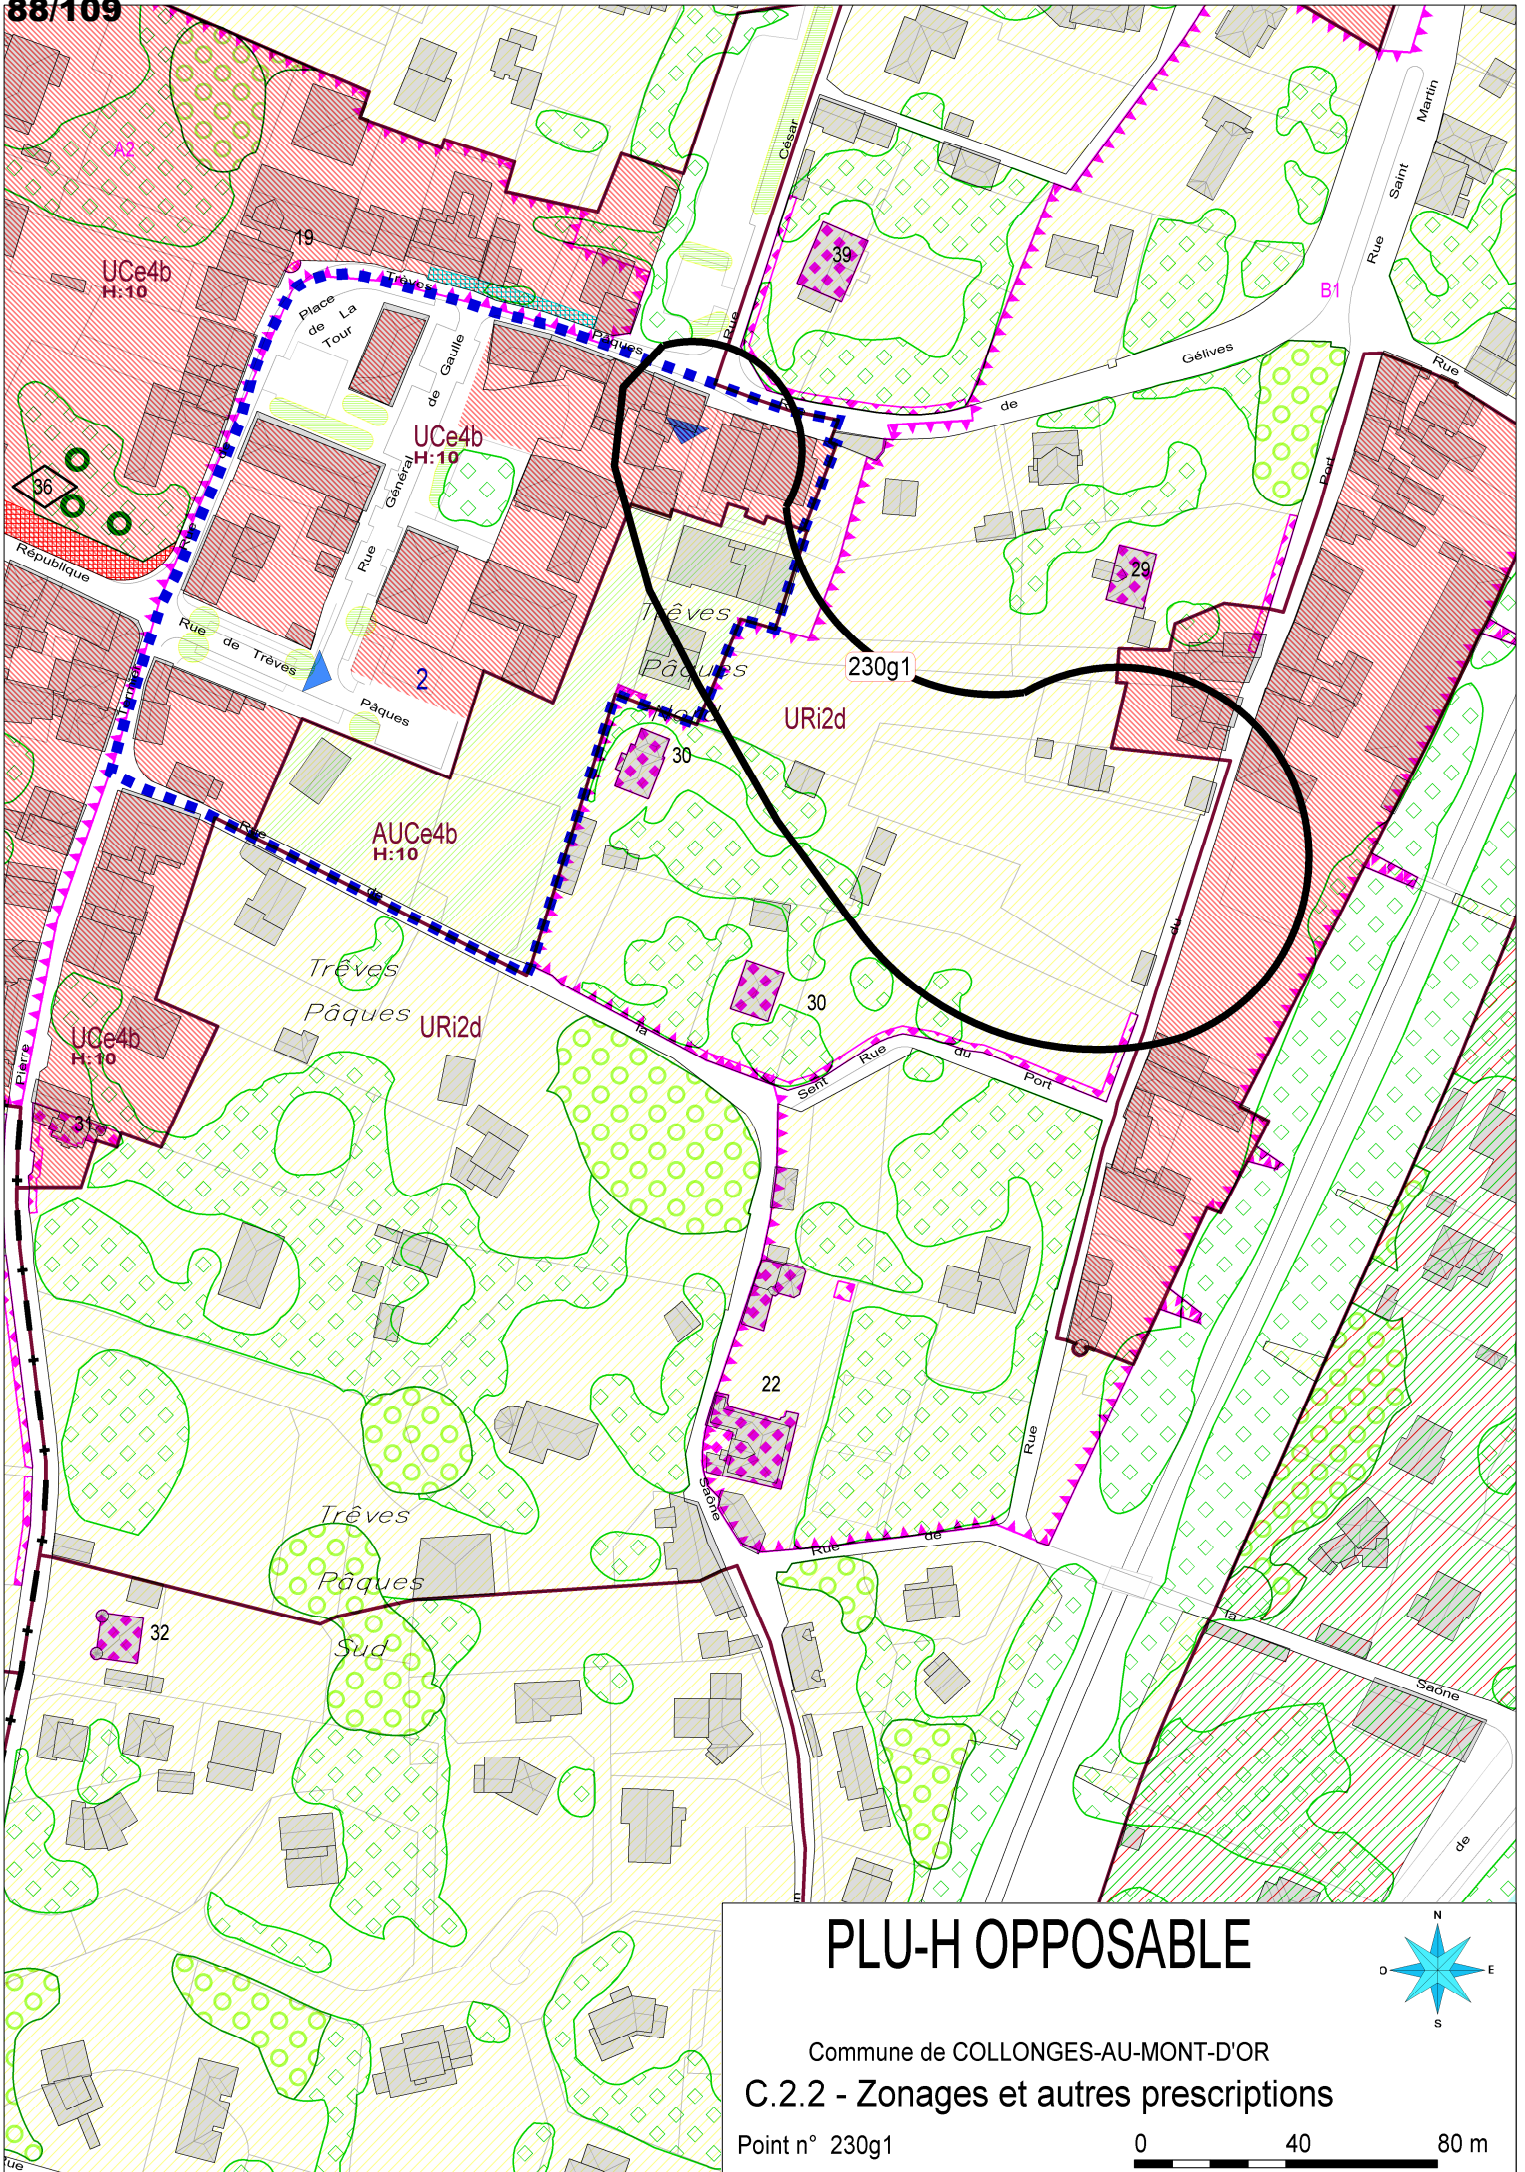 88/109
A2
César
Martin
Saint
Rue
39
19
UCe4b
H:10
Trèves
Place
de La
Tour
Gaulle
de
Général
Rue
Pâques
Rue
B1
Gélives
de
Rue
UCe4b
H:10
36
Rue
République
Port
29
Trêves
Pâques
230g1
Rue de Trèves
2
Pâques
URi2d
30
AUCe4b
H:10
Rue
de
du
Trêves
Pâques
URi2d
30
la
Sent Rue du Port
UCe4b
H:10
Pierre
31
22
Rue
Saône
Rue de
Trêves
Pâques
Sud
32
la
Saône
de
PLU-H OPPOSABLE
N
O E
S
Commune de COLLONGES-AU-MONT-D'OR
C.2.2 - Zonages et autres prescriptions
Point n° 230g1
0 40 80 m